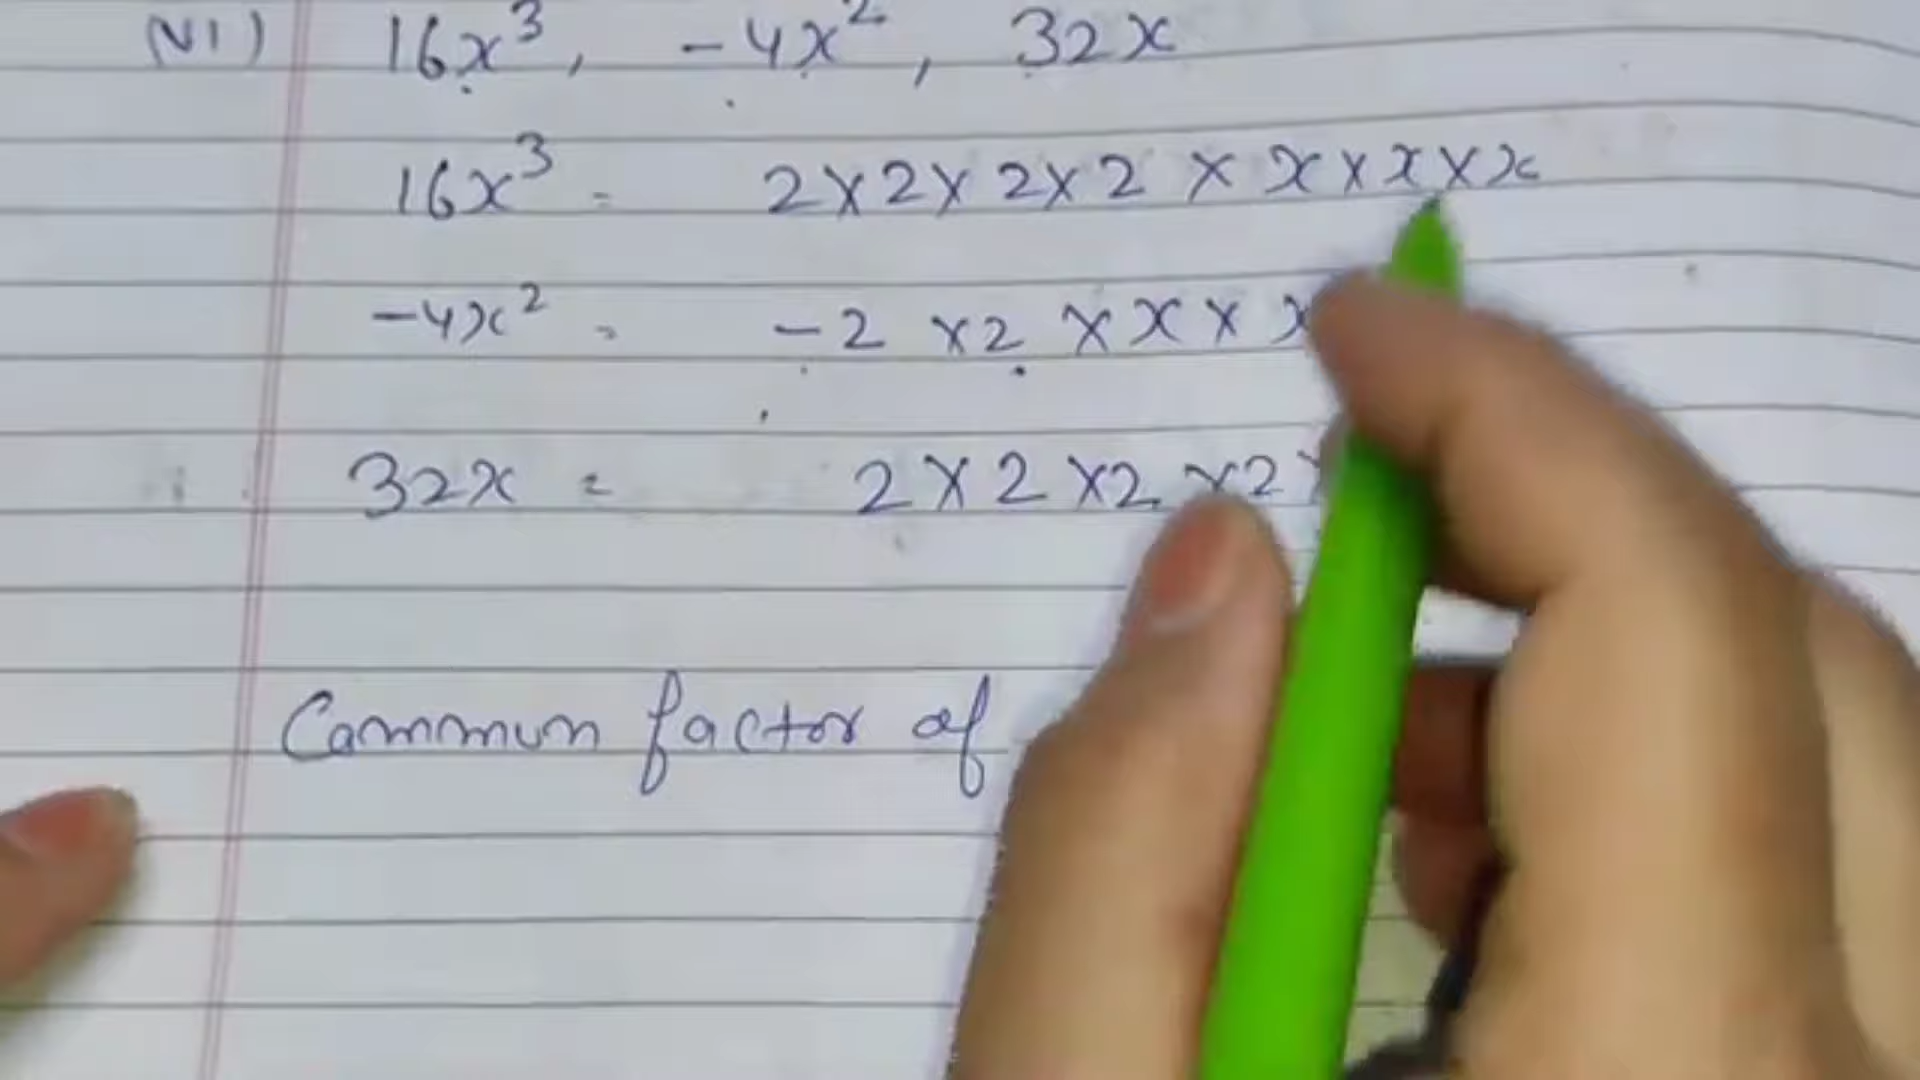 (VI) 16x³, -4x², 32x
16x³ = 2×2×2×2 × x×x×x
-4x² = -2 ×2 ×x× x
32x = 2×2×2×2×
Common factor of